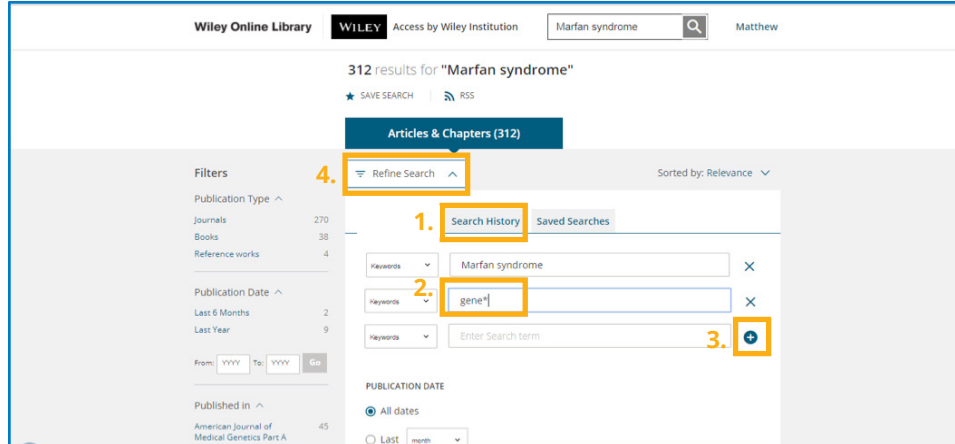 Wiley Online Library WILEY Access by Wiley Institution Marfan syndrome Matthew
312 results for "Marfan syndrome"
SAVE SEARCH RSS
Articles & Chapters (312)
Filters
4. Refine Search Sorted by: Relevance
Publication Type
Journals 270
Books 38
Reference works 4
1. Search History Saved Searches
Keywords Marfan syndrome
2. Keywords gene*
Keywords Enter Search term 3.
Publication Date
Last 6 Months 2
Last Year 9
From: YYYY To: YYYY Go
Published in
American Journal of 45
Medical Genetics Part A
PUBLICATION DATE
All dates
Last month